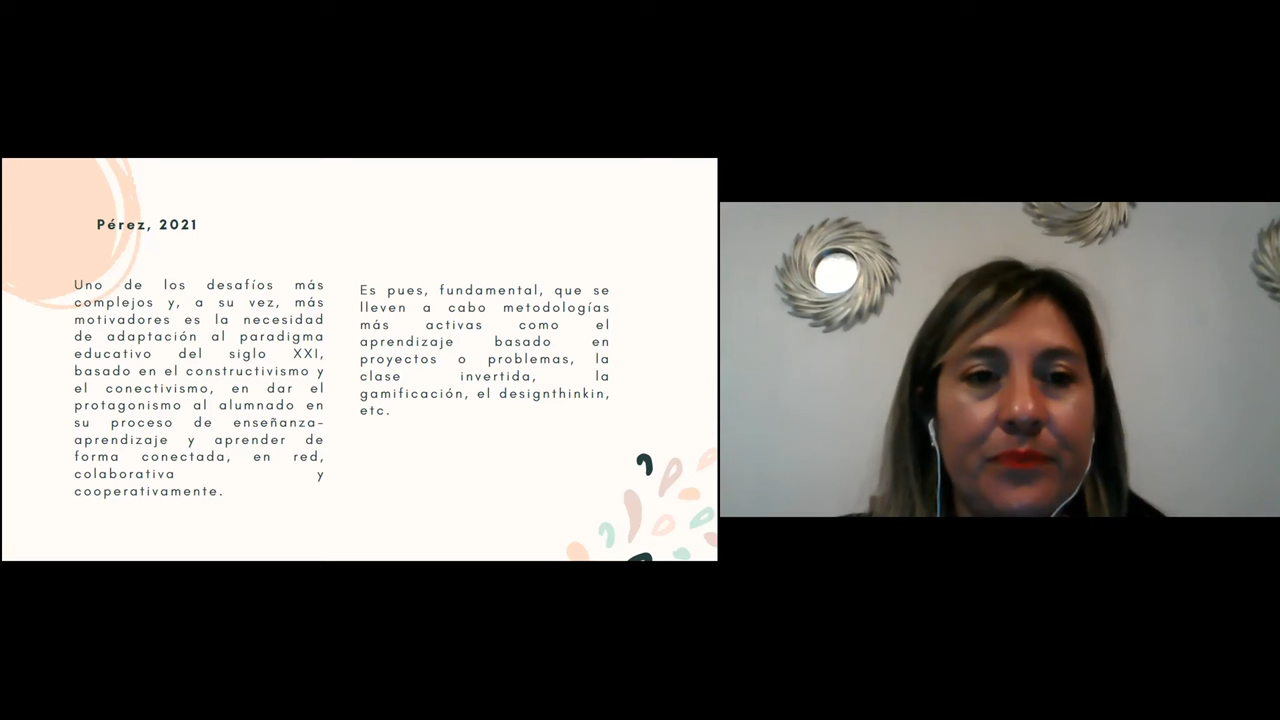 Pérez, 2021
Uno de los desafíos más
complejos y, a su vez, más
motivadores es la necesidad
de adaptación al paradigma
educativo del siglo XXI,
basado en el constructivismo y
el conectivismo, en dar el
protagonismo al alumnado en
su proceso de enseñanza-
aprendizaje y aprender de
forma conectada, en red,
colaborativa y
cooperativamente.
Es pues, fundamental, que se
lleven a cabo metodologías
más activas como el
aprendizaje basado en
proyectos o problemas, la
clase invertida, la
gamificación, el designthinkin,
etc.